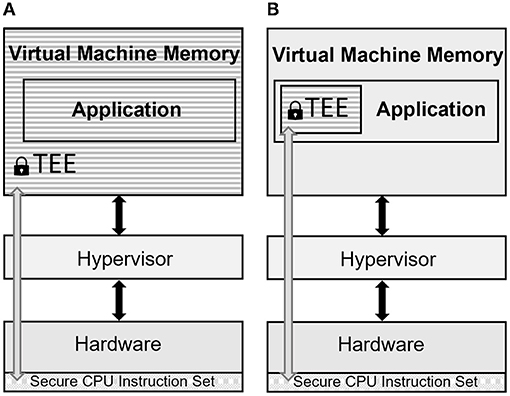 A
Virtual Machine Memory
Application
TEE
Hypervisor
Hardware
Secure CPU Instruction Set
B
Virtual Machine Memory
TEE
Application
Hypervisor
Hardware
Secure CPU Instruction Set